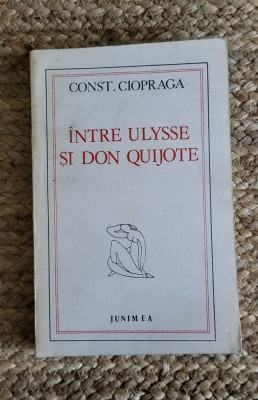 CONST. CIOPRAGA
ÎNTRE ULYSSE
ȘI DON QUIJOTE
JUNIMEA